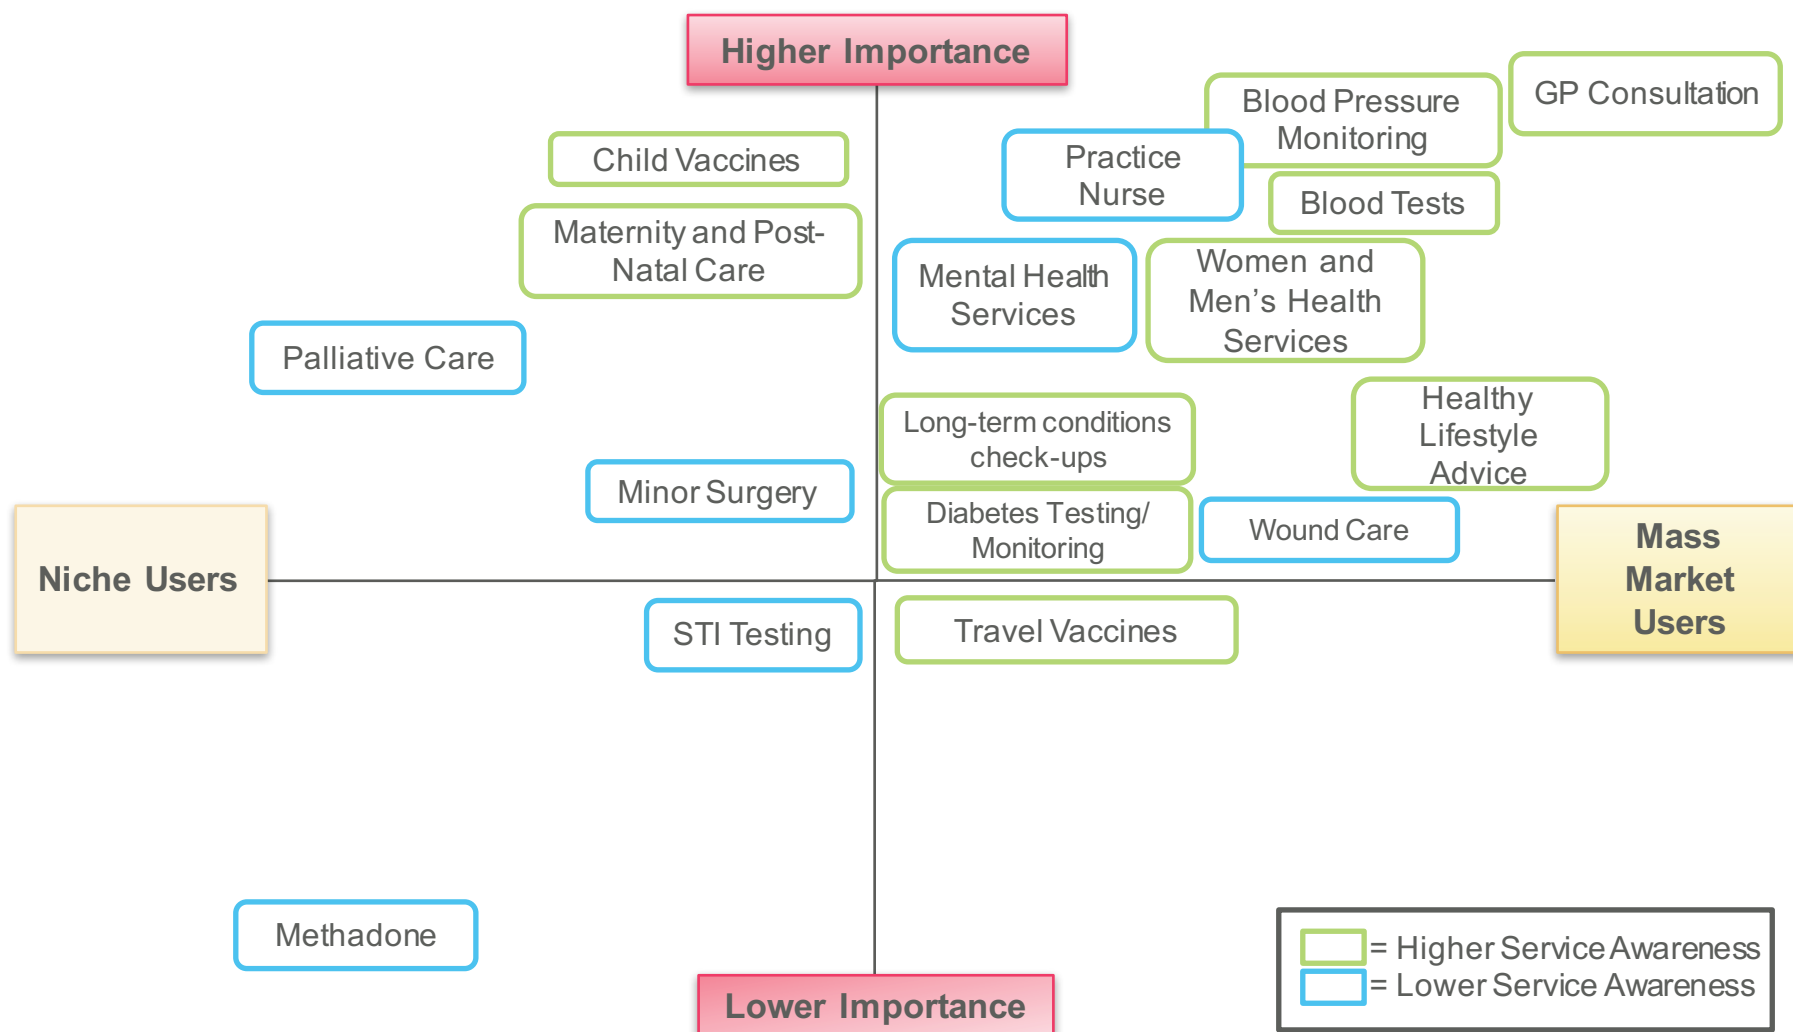 Higher Importance
GP Consultation
Blood Pressure
Monitoring
Child Vaccines
Practice
Nurse
Blood Tests
Maternity and Post-
Natal Care
Mental Health
Services
Women and
Men’s Health
Services
Palliative Care
Long-term conditions
check-ups
Healthy
Lifestyle
Advice
Minor Surgery
Diabetes Testing/
Monitoring
Wound Care
Niche Users
Mass
Market
Users
STI Testing
Travel Vaccines
Methadone
= Higher Service Awareness
= Lower Service Awareness
Lower Importance